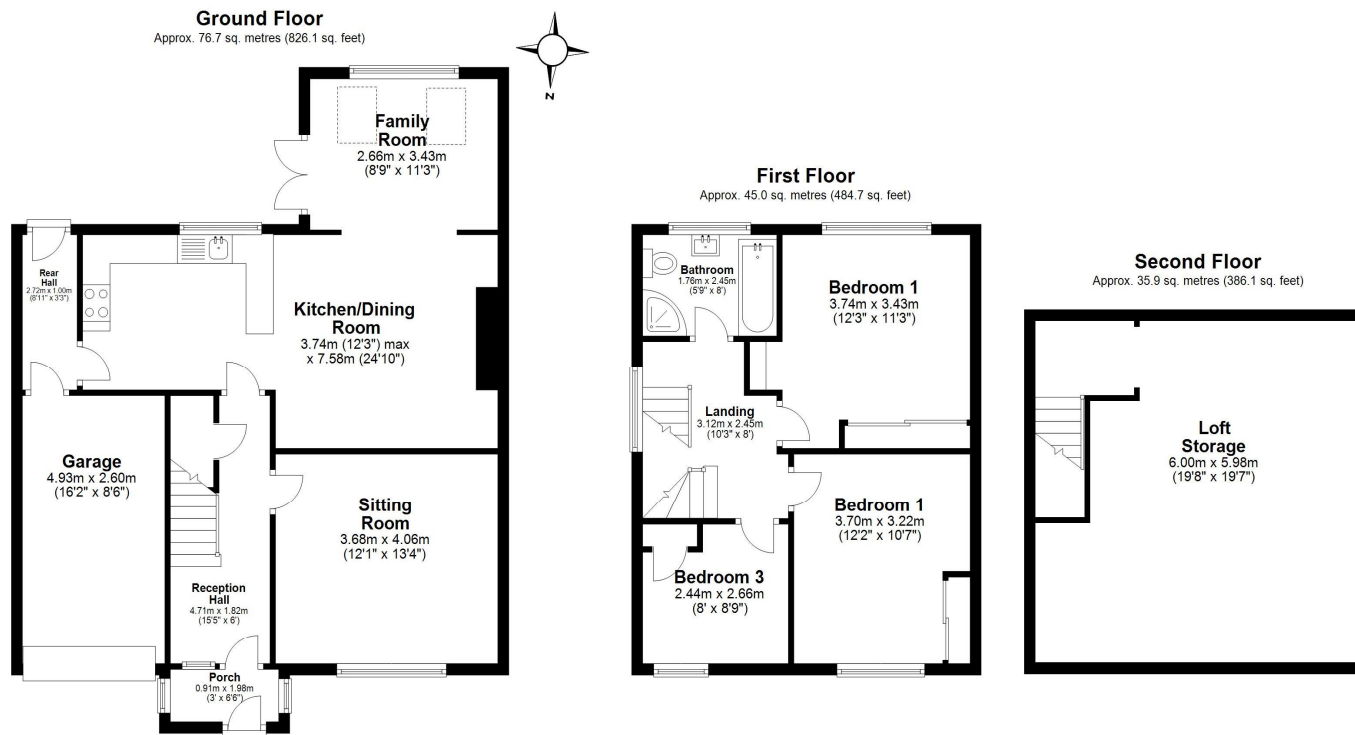 Ground Floor
Approx. 76.7 sq. metres (826.1 sq. feet)
N
Family
Room
2.66m x 3.43m
(8'9" x 11'3")
Rear
Hall
2.72m x 1.00m
(8'11" x 3'3")
Kitchen/Dining
Room
3.74m (12'3") max
x 7.58m (24'10")
Garage
4.93m x 2.60m
(16'2" x 8'6")
Sitting
Room
3.68m x 4.06m
(12'1" x 13'4")
Reception
Hall
4.71m x 1.82m
(15'5" x 6')
Porch
0.91m x 1.98m
(3' x 6'6")
First Floor
Approx. 45.0 sq. metres (484.7 sq. feet)
Bathroom
1.76m x 2.45m
(5'9" x 8')
Bedroom 1
3.74m x 3.43m
(12'3" x 11'3")
Landing
3.12m x 2.45m
(10'3" x 8')
Bedroom 1
3.70m x 3.22m
(12'2" x 10'7")
Bedroom 3
2.44m x 2.66m
(8' x 8'9")
Second Floor
Approx. 35.9 sq. metres (386.1 sq. feet)
Loft
Storage
6.00m x 5.98m
(19'8" x 19'7")